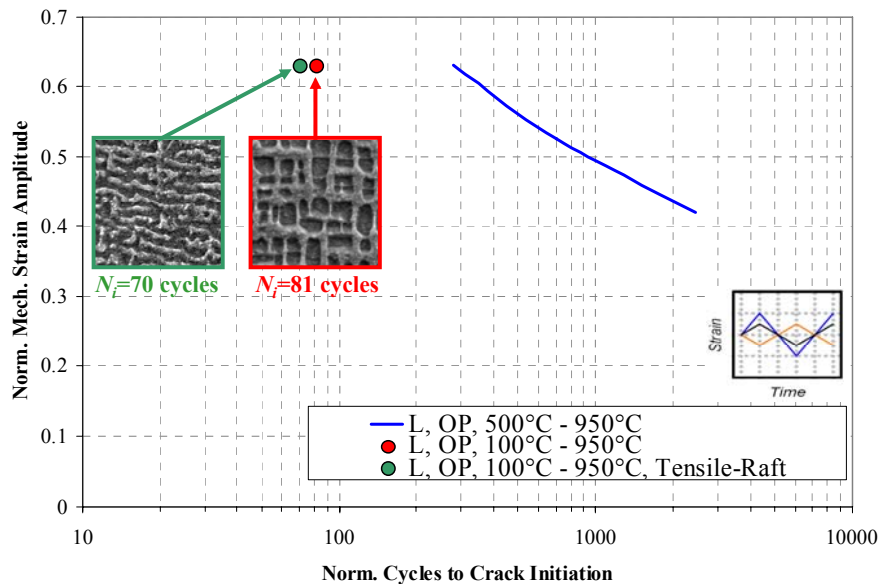 0.7
0.6
0.5
0.4
0.3
0.2
0.1
0
Norm. Mech. Strain Amplitude
N_i=70 cycles
N_i=81 cycles
Strain
Time
L, OP, 500°C - 950°C
L, OP, 100°C - 950°C
L, OP, 100°C - 950°C, Tensile-Raft
10
100
1000
10000
Norm. Cycles to Crack Initiation